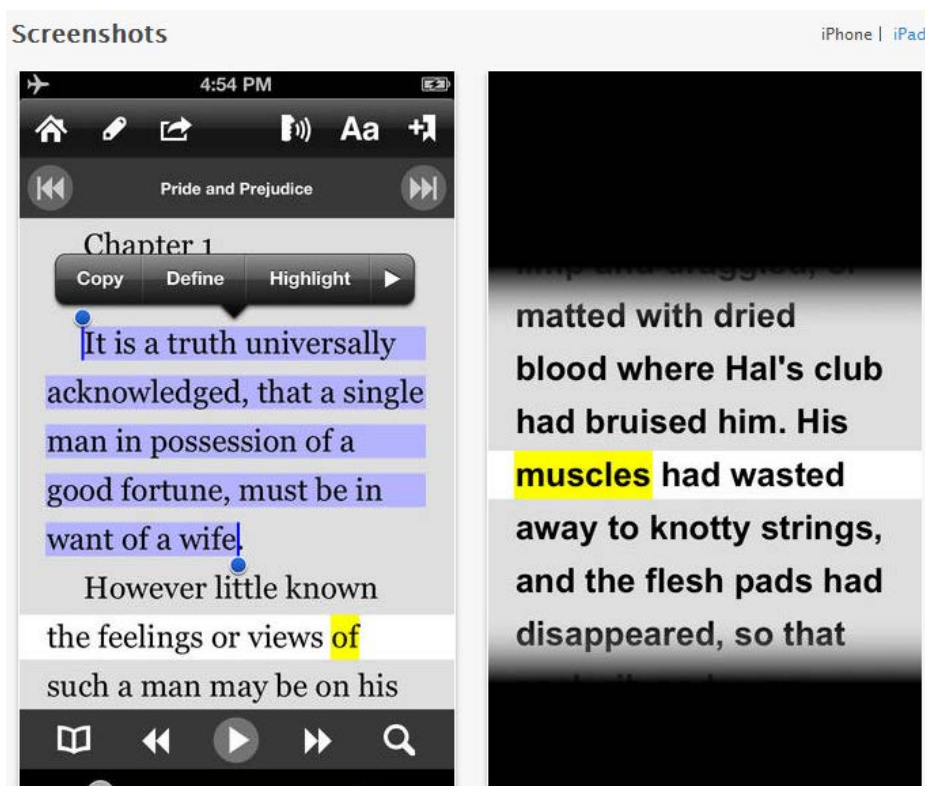 Screenshots
iPhone | iPad
4:54 PM
Aa
Pride and Prejudice
Chapter 1
Copy Define Highlight
It is a truth universally
acknowledged, that a single
man in possession of a
good fortune, must be in
want of a wife.
However little known
the feelings or views of
such a man may be on his
matted with dried
blood where Hal's club
had bruised him. His
muscles had wasted
away to knotty strings,
and the flesh pads had
disappeared, so that